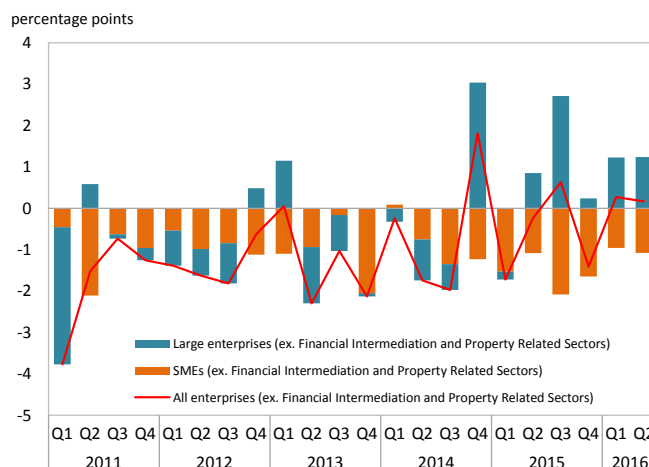 percentage points
4
3
2
1
0
-1
-2
-3
-4
-5
Large enterprises (ex. Financial Intermediation and Property Related Sectors)
SMEs (ex. Financial Intermediation and Property Related Sectors)
All enterprises (ex. Financial Intermediation and Property Related Sectors)
Q1 Q2 Q3 Q4 Q1 Q2 Q3 Q4 Q1 Q2 Q3 Q4 Q1 Q2 Q3 Q4 Q1 Q2 Q3 Q4 Q1 Q2
2011 2012 2013 2014 2015 2016